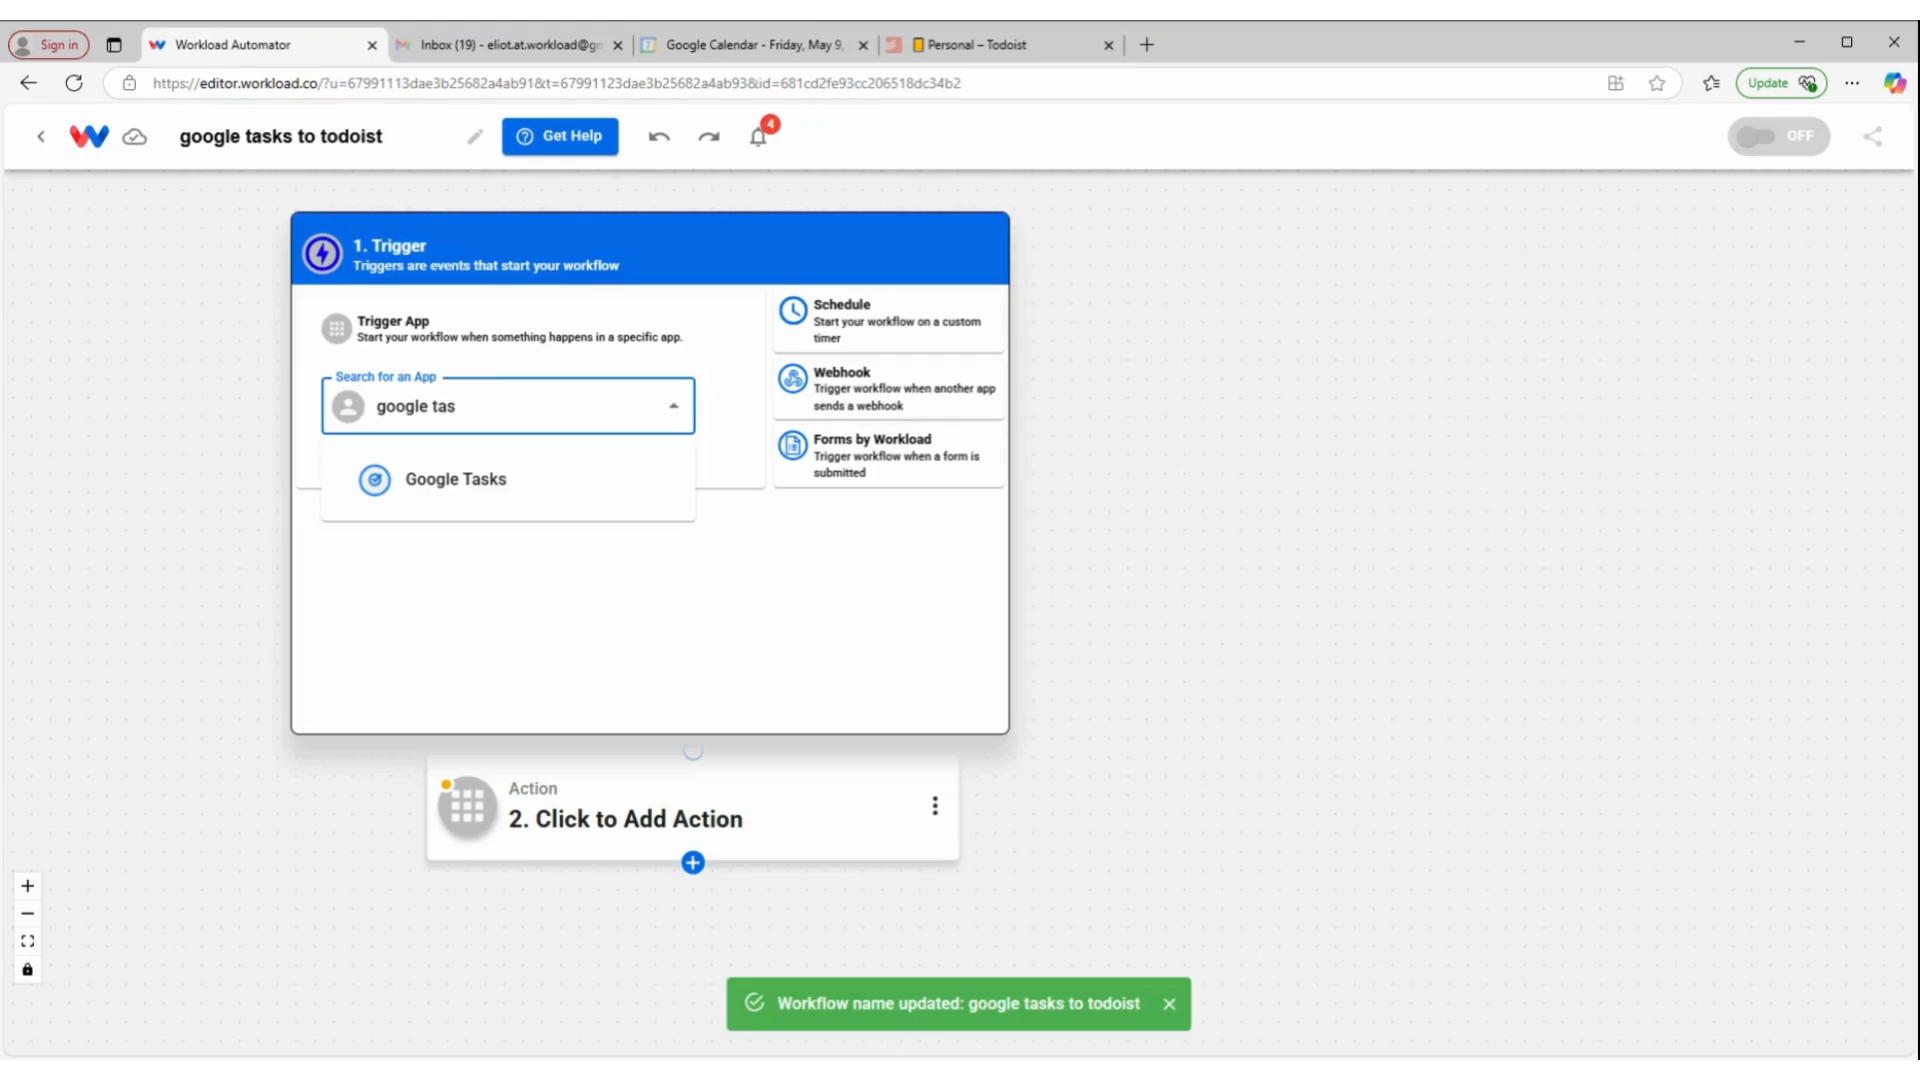 Sign in
Workload Automator
Inbox (19) - eliot.at.workload@gm
Google Calendar - Friday, May 9,
Personal – Todoist
https://editor.workload.co/?u=67991113dae3b25682a4ab91&t=67991123dae3b25682a4ab93&id=681cd2fe93cc206518dc34b2
Update
google tasks to todoist
Get Help
4
OFF
1. Trigger
Triggers are events that start your workflow
Trigger App
Start your workflow when something happens in a specific app.
Search for an App
google tas
Google Tasks
Schedule
Start your workflow on a custom
timer
Webhook
Trigger workflow when another app
sends a webhook
Forms by Workload
Trigger workflow when a form is
submitted
Action
2. Click to Add Action
Workflow name updated: google tasks to todoist